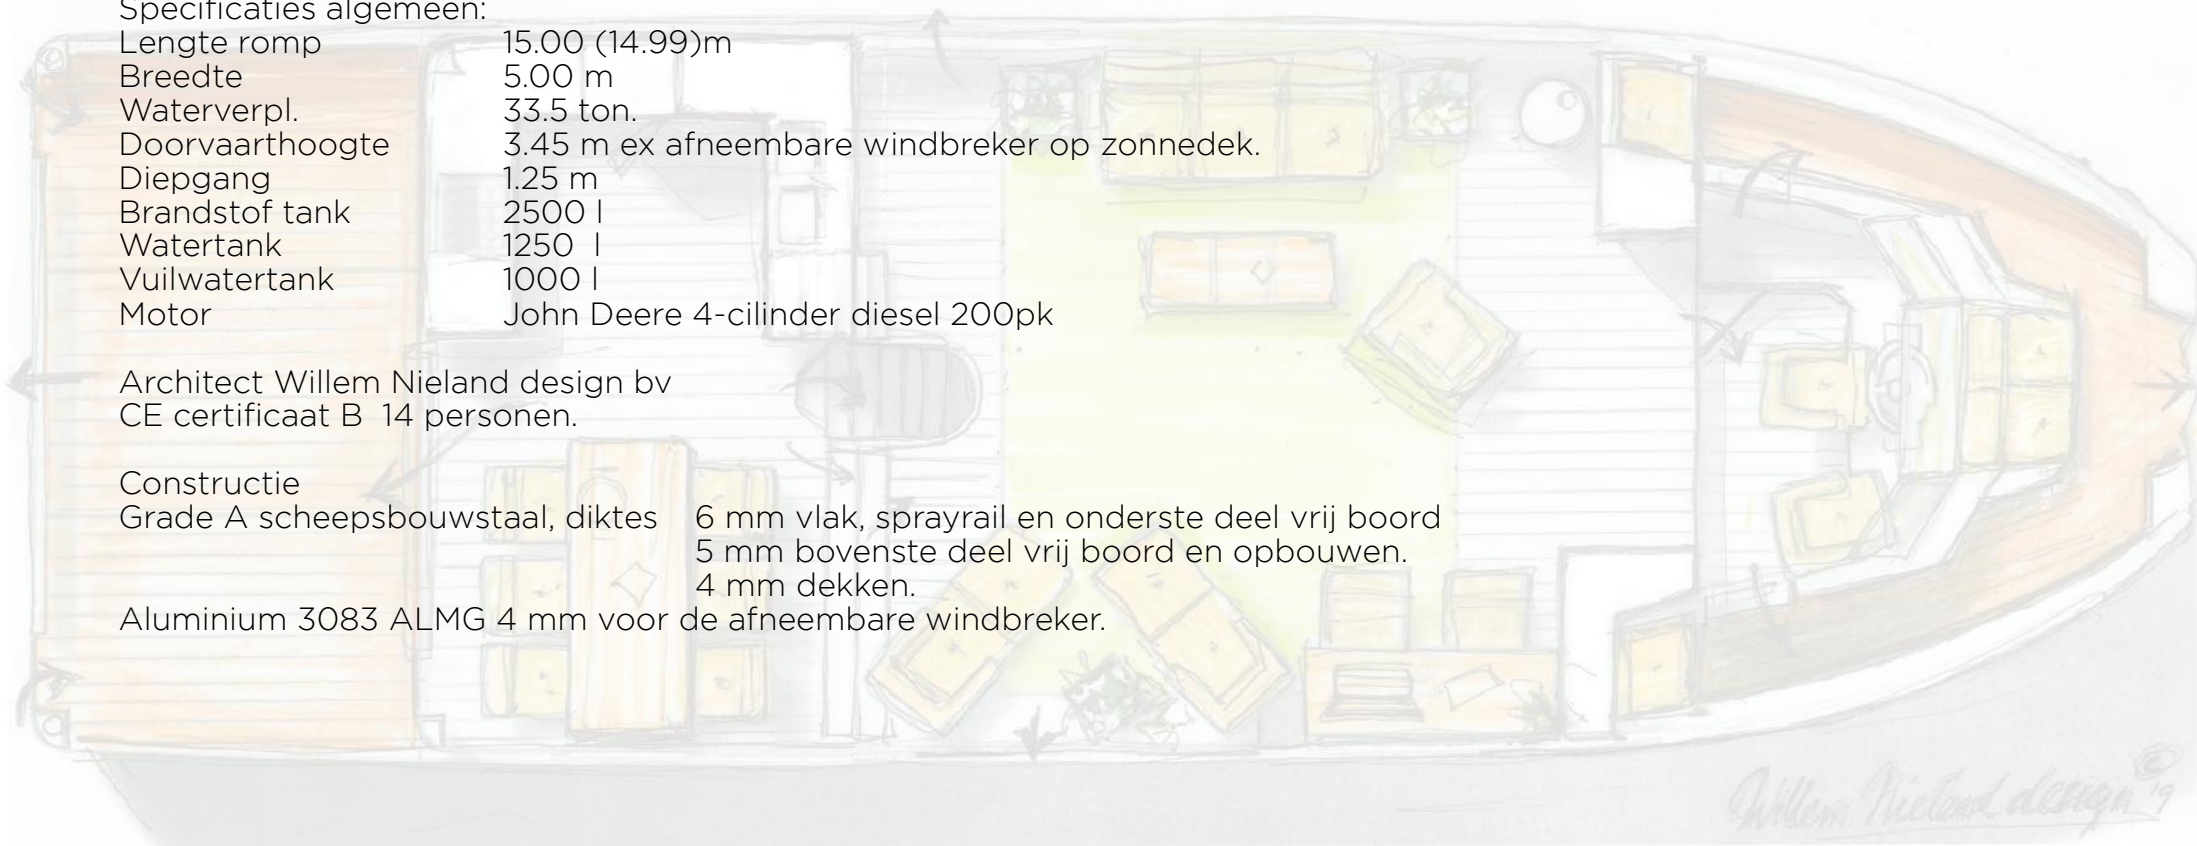 Specificaties algemeen:
Lengte romp 15.00 (14.99)m
Breedte 5.00 m
Waterverpl. 33.5 ton.
Doorvaarthoogte 3.45 m ex afneembare windbreker op zonnedek.
Diepgang 1.25 m
Brandstof tank 2500 l
Watertank 1250 l
Vuilwatertank 1000 l
Motor John Deere 4-cilinder diesel 200pk
Architect Willem Nieland design bv
CE certificaat B 14 personen.
Constructie
Grade A scheepsbouwstaal, diktes 6 mm vlak, sprayrail en onderste deel vrij boord
5 mm bovenste deel vrij boord en opbouwen.
4 mm dekken.
Aluminium 3083 ALMG 4 mm voor de afneembare windbreker.
Willem Nieland design © '19